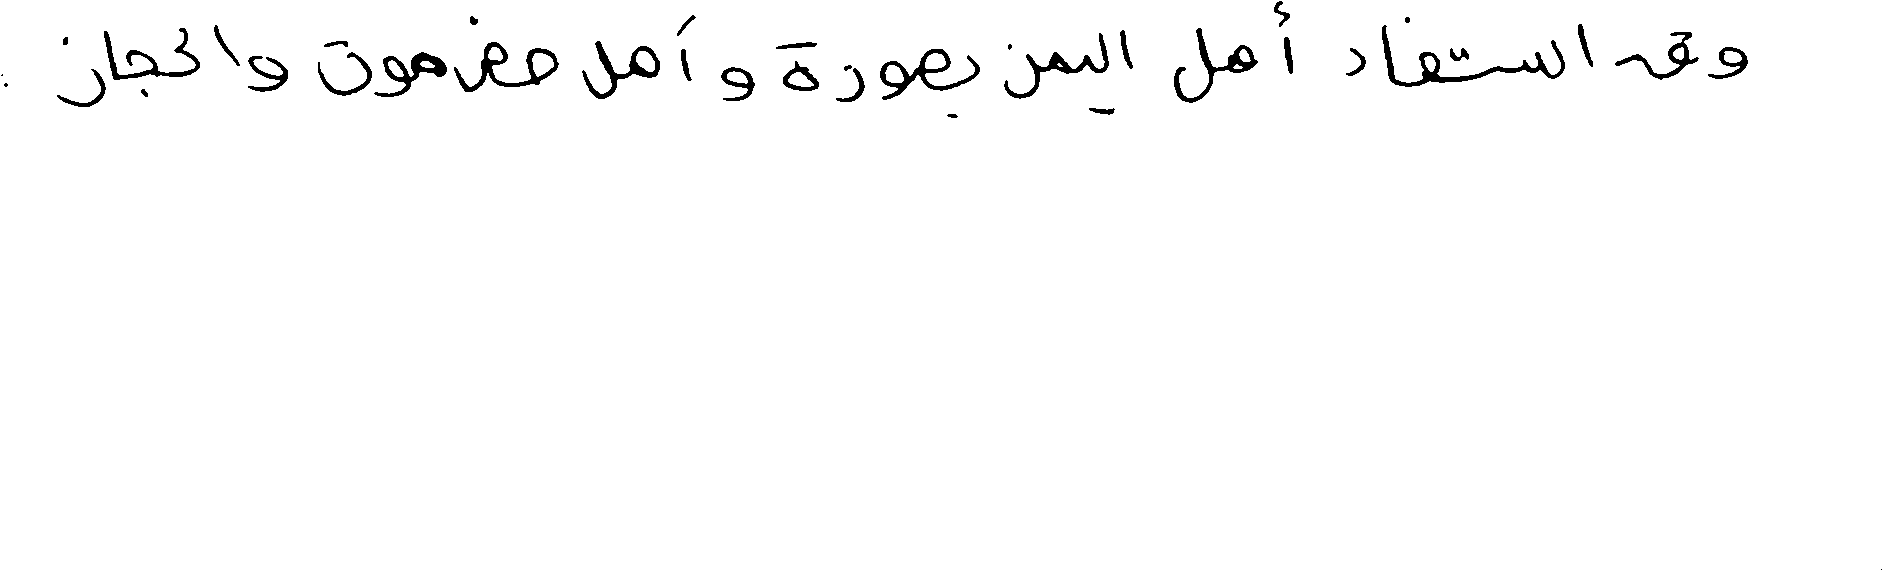 وقد استفاد أهل اليمن بصورة وأهل حضرموت والحجاز